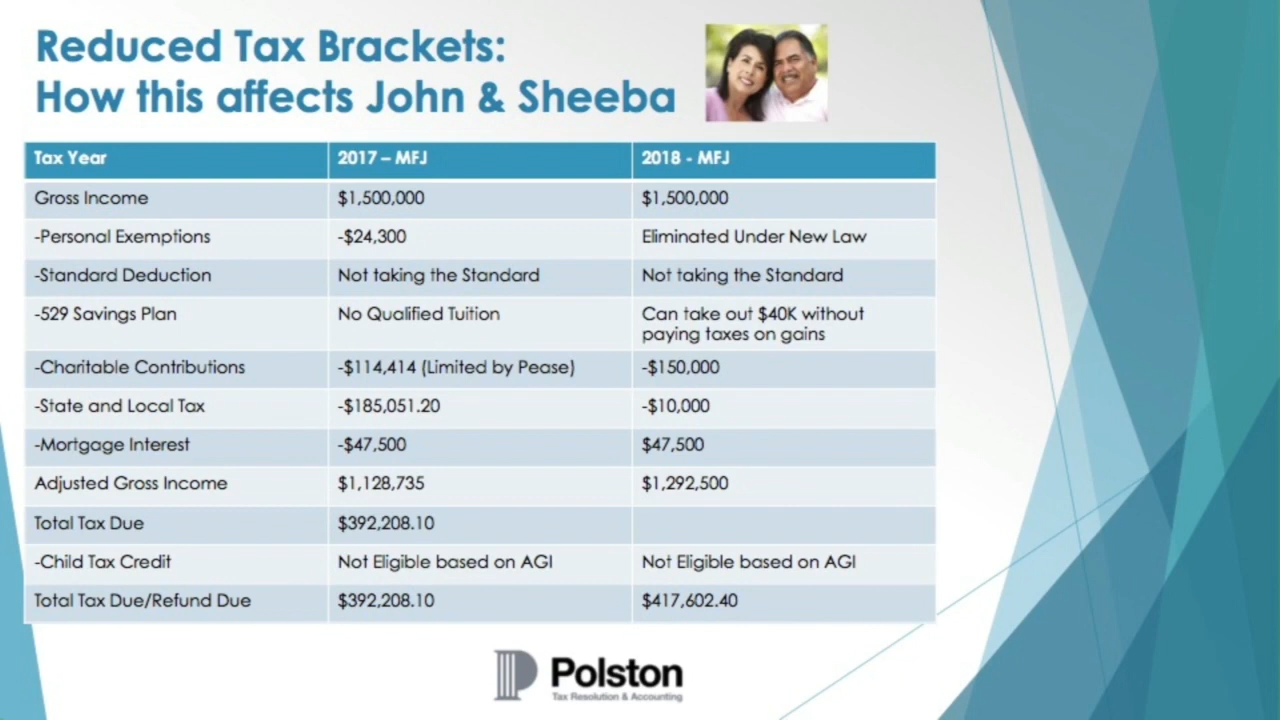 Reduced Tax Brackets:
How this affects John & Sheeba
Tax Year 2017 – MFJ 2018 - MFJ
Gross Income $1,500,000 $1,500,000
-Personal Exemptions -$24,300 Eliminated Under New Law
-Standard Deduction Not taking the Standard Not taking the Standard
-529 Savings Plan No Qualified Tuition Can take out $40K without
paying taxes on gains
-Charitable Contributions -$114,414 (Limited by Pease) -$150,000
-State and Local Tax -$185,051.20 -$10,000
-Mortgage Interest -$47,500 $47,500
Adjusted Gross Income $1,128,735 $1,292,500
Total Tax Due $392,208.10
-Child Tax Credit Not Eligible based on AGI Not Eligible based on AGI
Total Tax Due/Refund Due $392,208.10 $417,602.40
Polston
Tax Resolution & Accounting